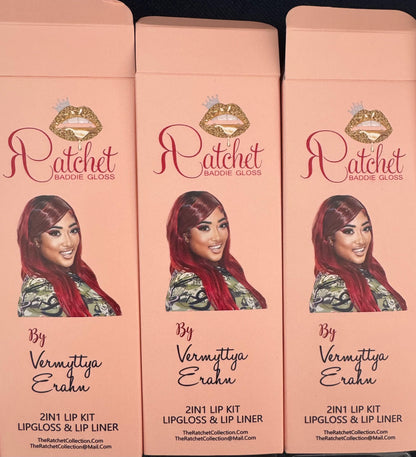 Ratchet
BADDIE GLOSS
By
Vermyttya
Erahn
2IN1 LIP KIT
LIPGLOSS & LIP LINER
TheRatchetCollection.Com
TheRatchetCollection@Mail.Com
Ratchet
BADDIE GLOSS
By
Vermyttya
Erahn
2IN1 LIP KIT
LIPGLOSS & LIP LINER
TheRatchetCollection.Com
TheRatchetCollection@Mail.Com
Ratchet
BADDIE GLOSS
By
Vermyttya
Erahn
2IN1 LIP KIT
LIPGLOSS & LIP LINER
TheRatchetCollection.Com
TheRatchetCollection@Mail.Com